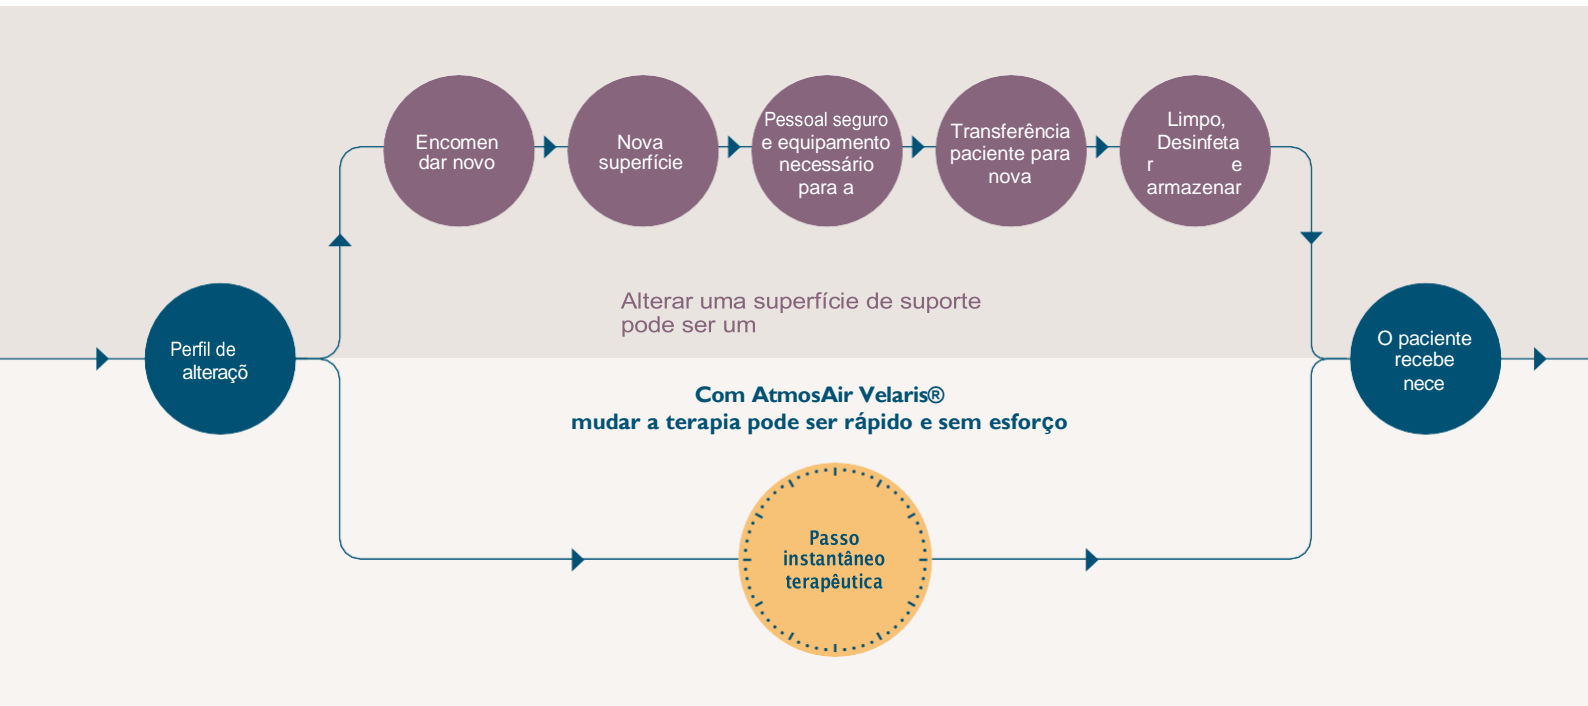 Encomen
dar novo
Nova
superfície
Pessoal seguro
e equipamento
necessário
para a
Transferência
paciente para
nova
Limpo,
Desinfeta
r e
armazenar
Alterar uma superfície de suporte
pode ser um
Perfil de
alteraçõ
O paciente
recebe
nece
Com AtmosAir Velaris®
mudar a terapia pode ser rápido e sem esforço
Passo
instantâneo
terapêutica